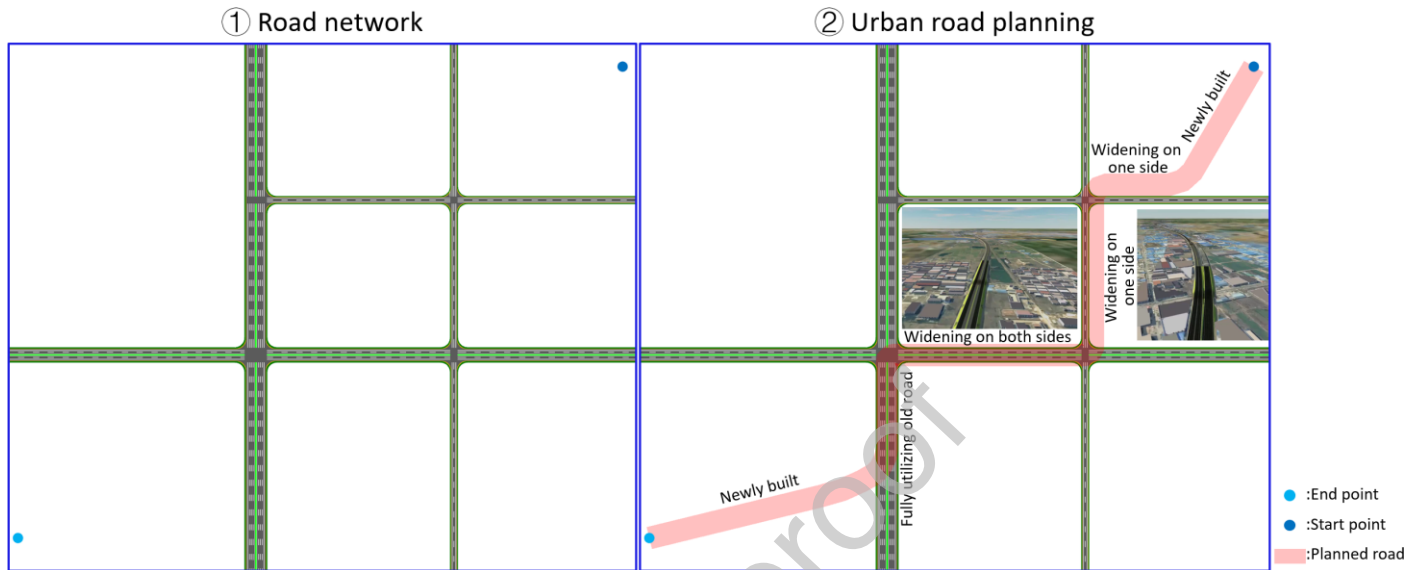 ① Road network
② Urban road planning
Newly built
Widening on
one side
Widening on
one side
Widening on both sides
Fully utilizing old road
Newly built
:End point
:Start point
:Planned road
roof